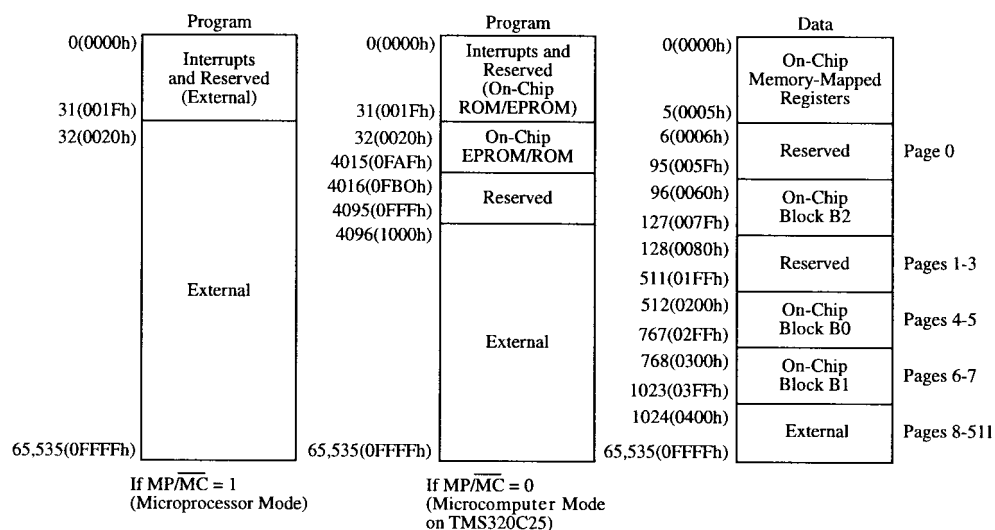 Program
0(0000h)
Interrupts
and Reserved
(External)
31(001Fh)
32(0020h)
External
65,535(0FFFFh)
If MP/MC = 1
(Microprocessor Mode)
Program
0(0000h)
Interrupts and
Reserved
(On-Chip
ROM/EPROM)
31(001Fh)
32(0020h)
On-Chip
EPROM/ROM
4015(0FAFh)
4016(0FBOh)
Reserved
4095(0FFFh)
4096(1000h)
External
65,535(0FFFFh)
If MP/MC = 0
(Microcomputer Mode
on TMS320C25)
Data
0(0000h)
On-Chip
Memory-Mapped
Registers
5(0005h)
6(0006h)
Reserved
Page 0
95(005Fh)
96(0060h)
On-Chip
Block B2
127(007Fh)
128(0080h)
Reserved
Pages 1-3
511(01FFh)
512(0200h)
On-Chip
Block B0
Pages 4-5
767(02FFh)
768(0300h)
On-Chip
Block B1
Pages 6-7
1023(03FFh)
1024(0400h)
External
Pages 8-511
65,535(0FFFFh)